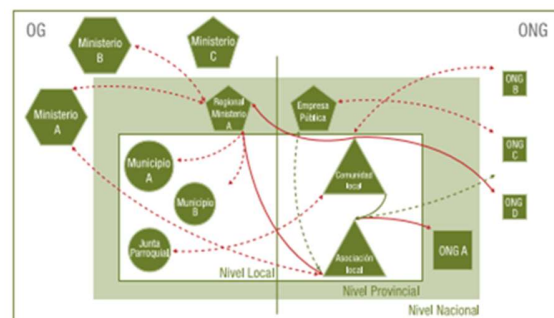 OG
ONG
Ministerio
B
Ministerio
C
Ministerio
A
Regional
Ministerio
A
Empresa
Pública
ONG
B
ONG
C
ONG
D
Municipio
A
Municipio
B
Junta
Parroquial
Comunidad
local
Asociación
local
ONG A
Nivel Local
Nivel Provincial
Nivel Nacional